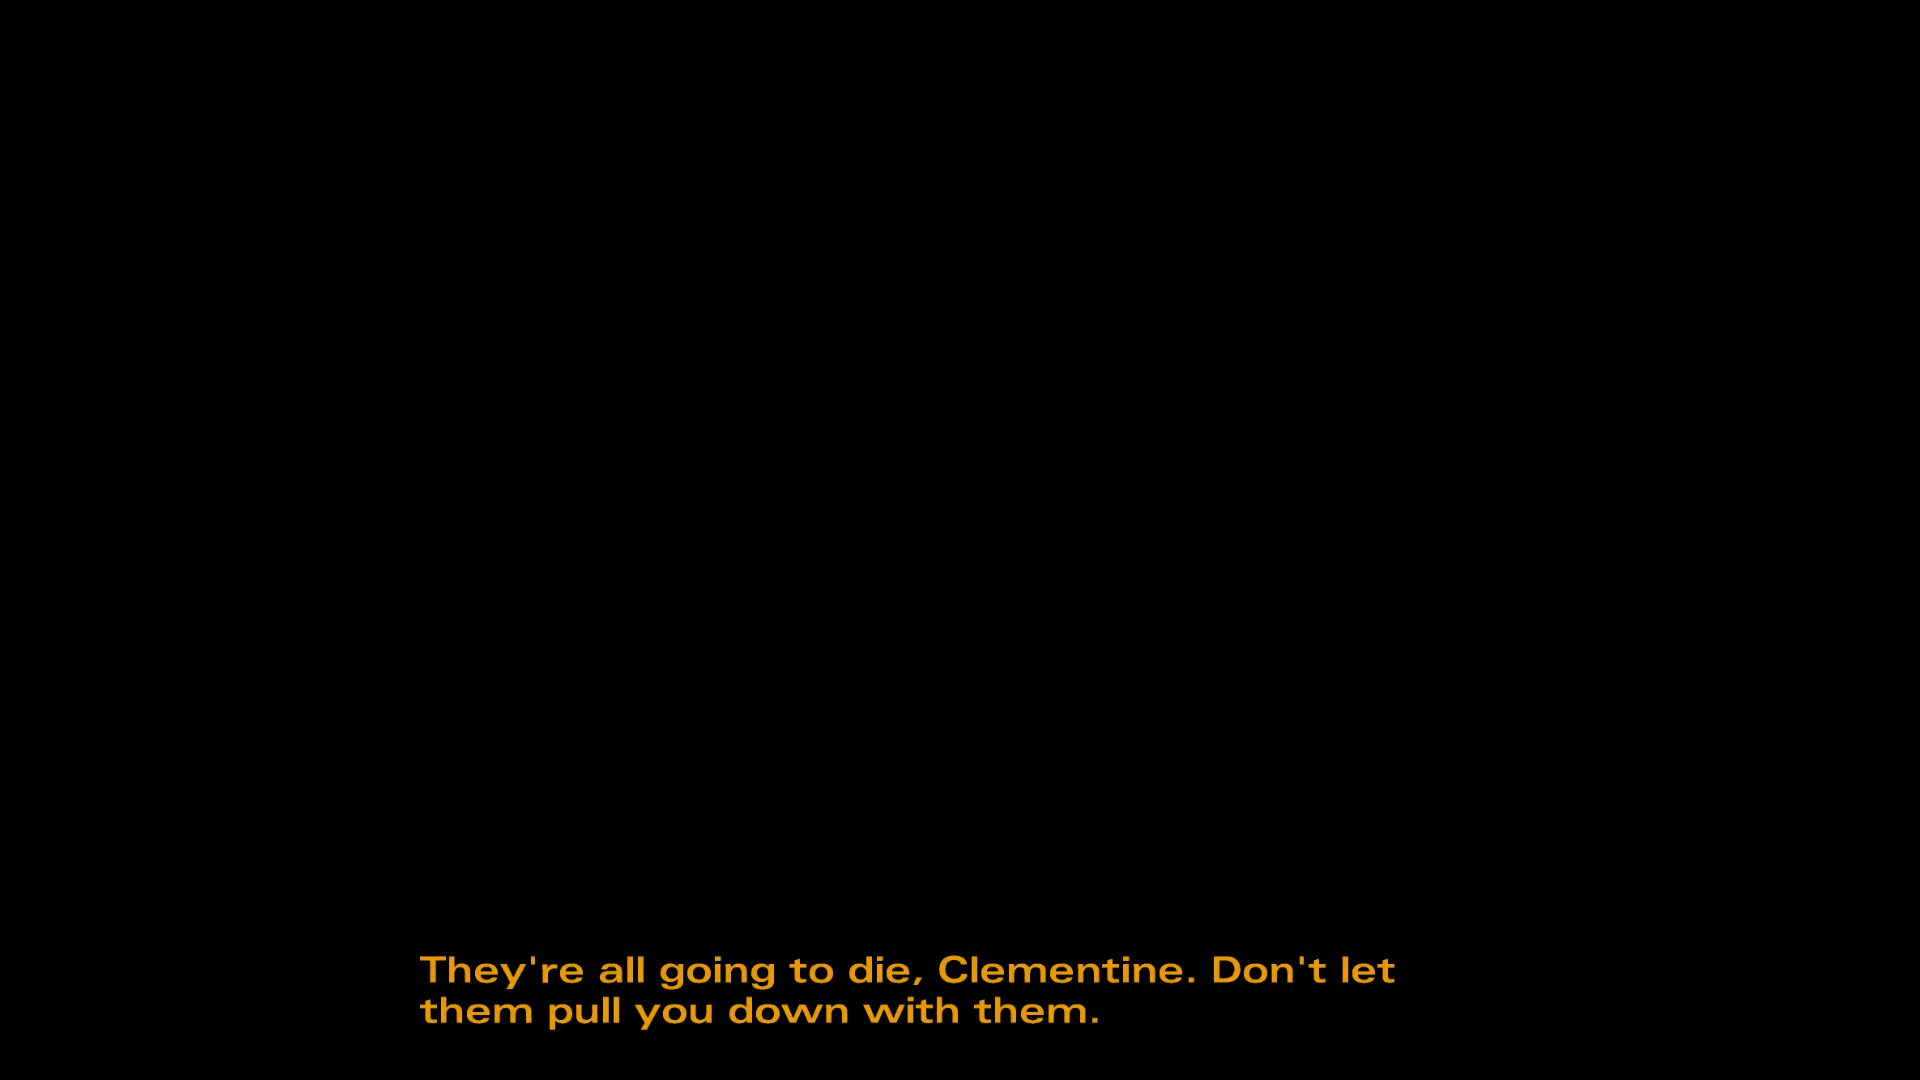 They're all going to die, Clementine. Don't let
them pull you down with them.